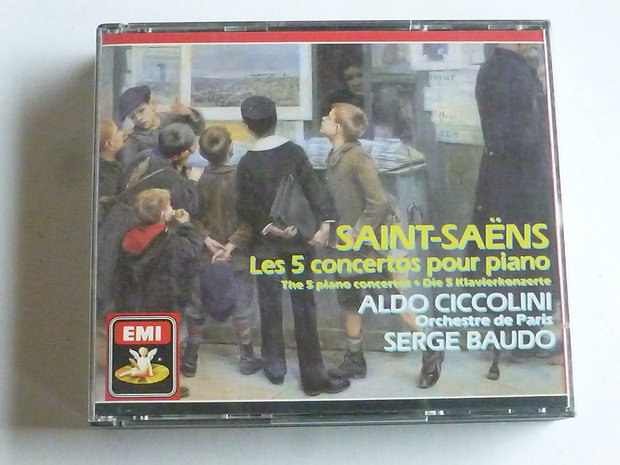 FRANCE
SAINT-SAËNS
Les 5 concertos pour piano
The 5 piano concertos • Die 5 Klavierkonzerte
ALDO CICCOLINI
Orchestre de Paris
SERGE BAUDO
EMI